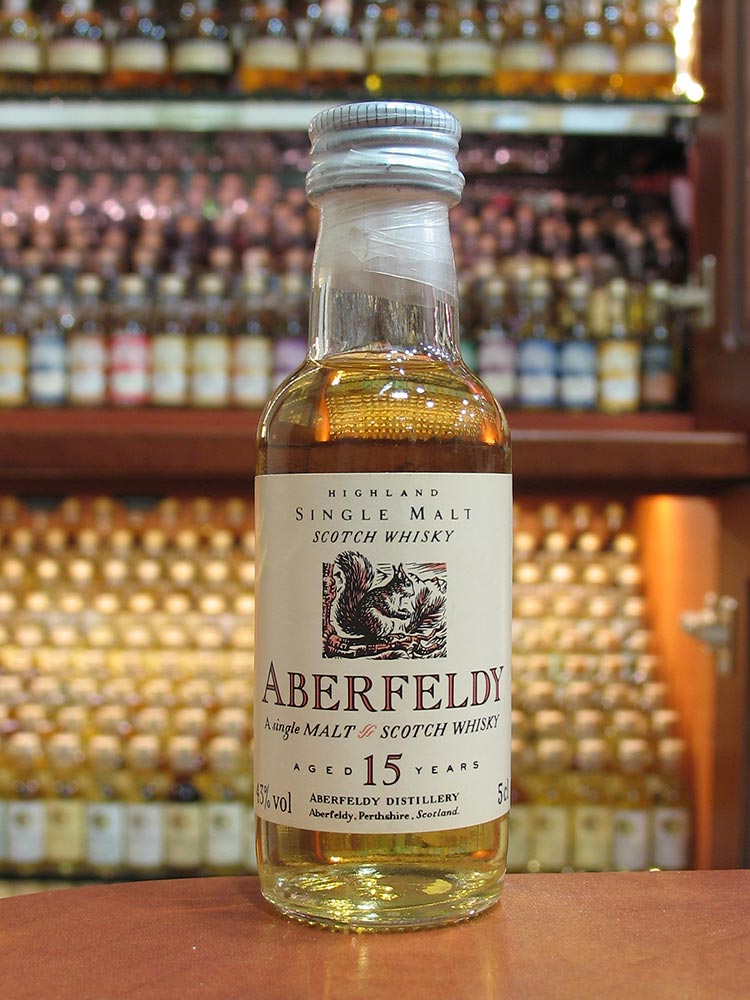 HIGHLAND
SINGLE MALT
SCOTCH WHISKY
ABERFELDY
A single MALT SCOTCH WHISKY
AGED 15 YEARS
43% vol 5cl
ABERFELDY DISTILLERY
Aberfeldy, Perthshire, Scotland.